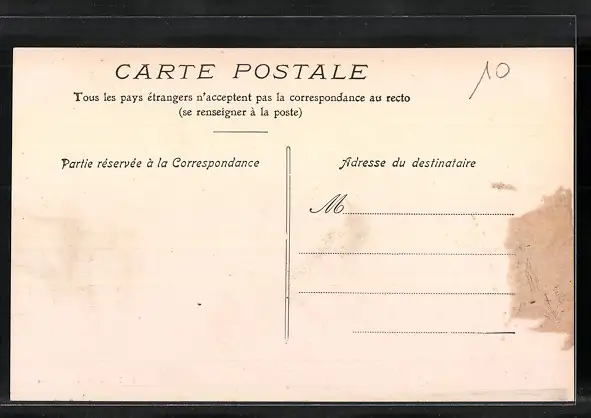 CARTE POSTALE
10
Tous les pays étrangers n'acceptent pas la correspondance au recto
(se renseigner à la poste)
Partie réservée à la Correspondance
Adresse du destinataire
M